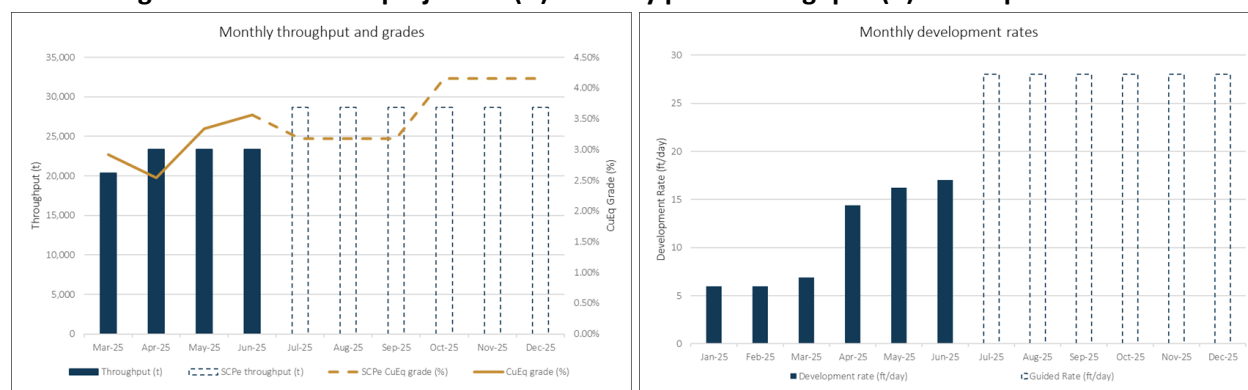 Monthly throughput and grades
35,000
30,000
25,000
20,000
15,000
10,000
5,000
0
Throughput (t)
4.50%
4.00%
3.50%
3.00%
2.50%
2.00%
1.50%
1.00%
0.50%
0.00%
CuEq Grade (%)
Mar-25 Apr-25 May-25 Jun-25 Jul-25 Aug-25 Sep-25 Oct-25 Nov-25 Dec-25
Throughput (t) SCPe throughput (t) SCPe CuEq grade (%) CuEq grade (%)
Monthly development rates
30
25
20
15
10
5
0
Development Rate (ft/day)
Jan-25 Feb-25 Mar-25 Apr-25 May-25 Jun-25 Jul-25 Aug-25 Sep-25 Oct-25 Nov-25 Dec-25
Development rate (ft/day) Guided Rate (ft/day)